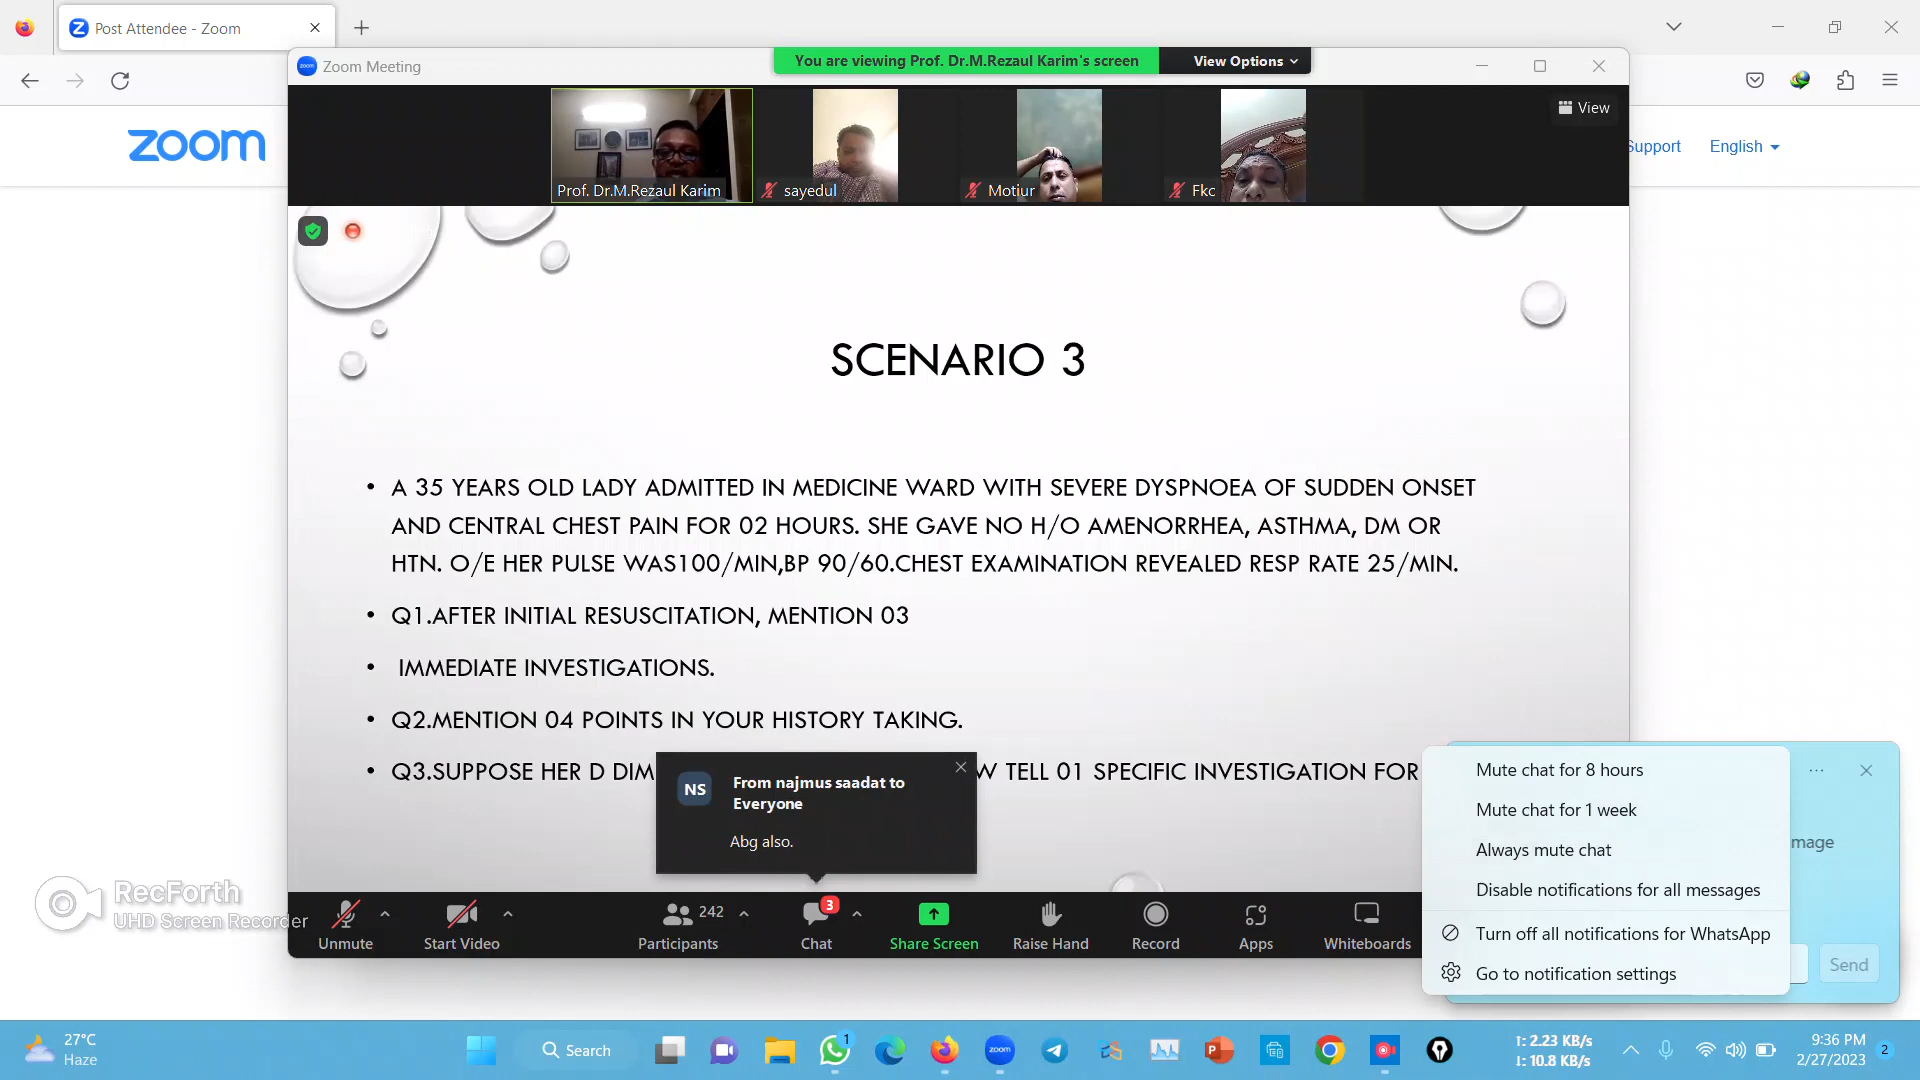 Post Attendee - Zoom
Zoom Meeting
You are viewing Prof. Dr.M.Rezaul Karim's screen
View Options
zoom
View
Support
English
Prof. Dr.M.Rezaul Karim
sayedul
Motiur
Fkc
SCENARIO 3
• A 35 YEARS OLD LADY ADMITTED IN MEDICINE WARD WITH SEVERE DYSPNOEA OF SUDDEN ONSET
AND CENTRAL CHEST PAIN FOR 02 HOURS. SHE GAVE NO H/O AMENORRHEA, ASTHMA, DM OR
HTN. O/E HER PULSE WAS100/MIN,BP 90/60.CHEST EXAMINATION REVEALED RESP RATE 25/MIN.
• Q1.AFTER INITIAL RESUSCITATION, MENTION 03
• IMMEDIATE INVESTIGATIONS.
• Q2.MENTION 04 POINTS IN YOUR HISTORY TAKING.
• Q3.SUPPOSE HER D DIM
W TELL 01 SPECIFIC INVESTIGATION FOR
NS
From najmus saadat to
Everyone
Abg also.
Mute chat for 8 hours
Mute chat for 1 week
Always mute chat
Disable notifications for all messages
Turn off all notifications for WhatsApp
Go to notification settings
mage
Send
RecForth
UHD Screen Recorder
Unmute
Start Video
242
Participants
3
Chat
Share Screen
Raise Hand
Record
Apps
Whiteboards
27°C
Haze
Search
1
zoom
↑: 2.23 KB/s
↓: 10.8 KB/s
9:36 PM
2/27/2023
2